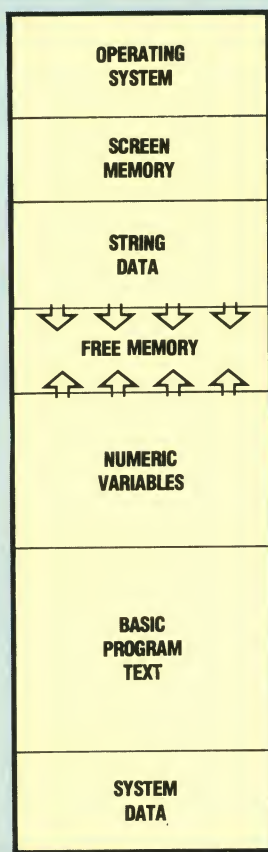 OPERATING
SYSTEM
SCREEN
MEMORY
STRING
DATA
FREE MEMORY
NUMERIC
VARIABLES
BASIC
PROGRAM
TEXT
SYSTEM
DATA